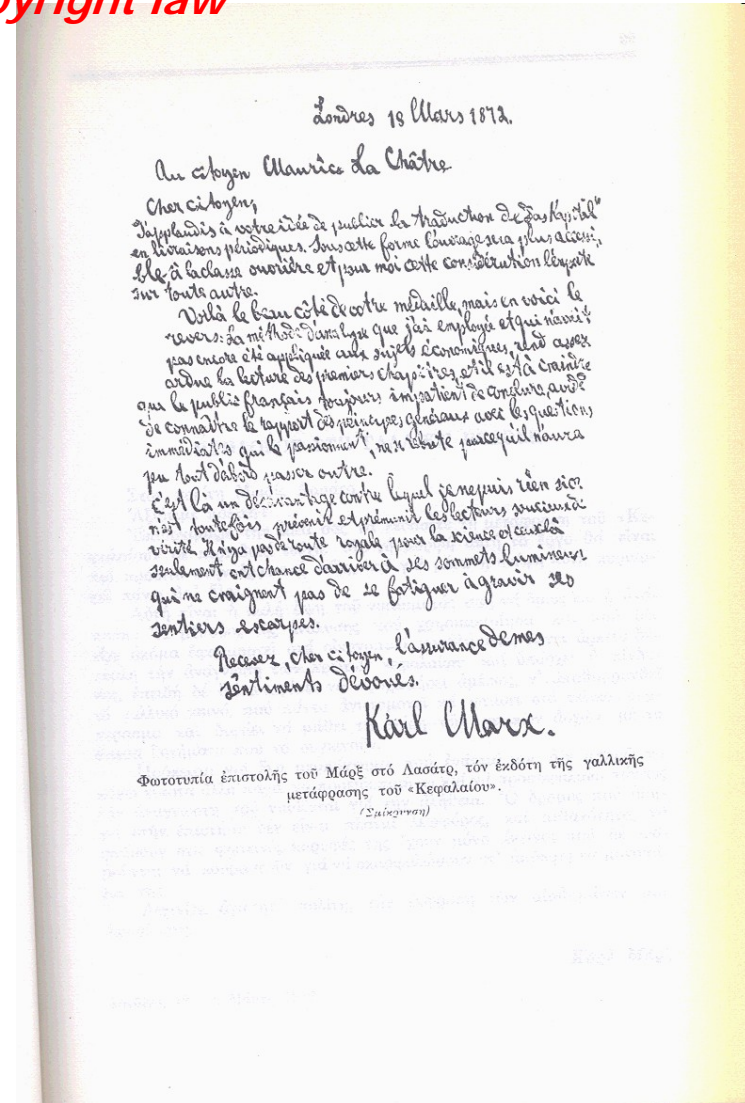 pyright law
Londres 18 Mars 1872.
Au citoyen Maurice La Châtre
Cher citoyen,
J'applaudis à votre idée de publier la traduction de „Das Kapital"
en livraisons périodiques. Sous cette forme l'ouvrage sera plus accessi,
ble à la classe ouvrière et pour moi cette considération l'emporte
sur toute autre.
Voilà le beau côté de votre médaille, mais en voici le
revers: La méthode d'analyse que j'ai employée et qui n'avait
pas encore été appliquée aux sujets économiques, rend assez
ardue la lecture des premiers chapitres, et il est à craindre
que le public français toujours impatient de conclure, avide
de connaître le rapport des principes généraux avec les questions
immédiates qui le passionnent, ne se rebute parcequ'il n'aura
pu tout d'abord passer outre.
C'est là un désavantage contre lequel je ne puis rien si ce
n'est toutefois prévenir et prémunir les lecteurs soucieux de
vérité. Il n'y a pas de route royale pour la science et ceux là
seulement ont chance d'arriver à ses sommets lumineux
qui ne craignent pas de se fatiguer à gravir ses
sentiers escarpés.
Recevez, cher citoyen, l'assurance de mes
sentiments dévoués.
Karl Marx.
Φωτοτυπία ἐπιστολῆς τοῦ Μάρξ στό Λασάτρ, τόν ἐκδότη τῆς γαλλικῆς
μετάφρασης τοῦ «Κεφαλαίου».
(Σμίκρυνση)